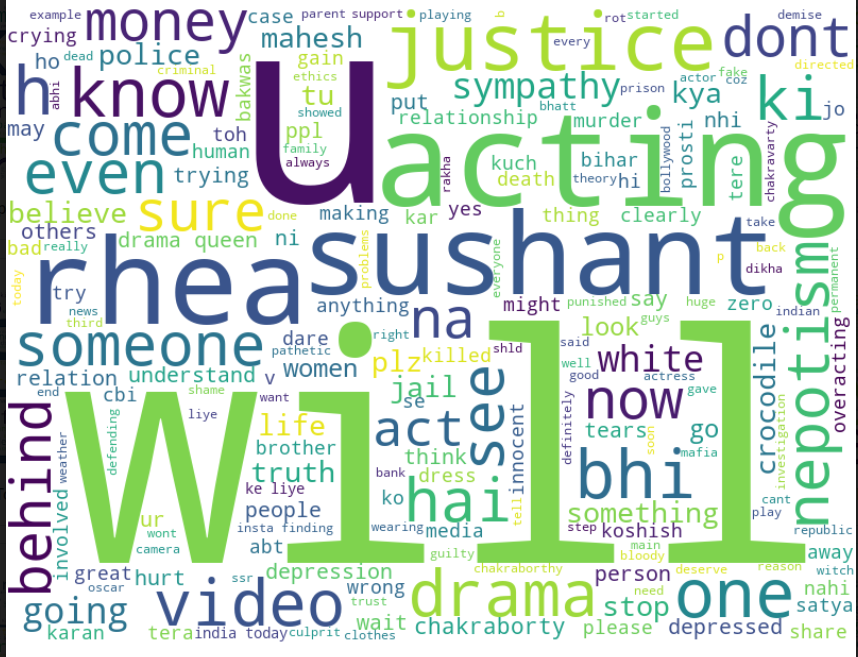 example
money
case
parent support
playing
b
rot
started
demise
crying
mahesh
justice
every
dont
ho
dead
police
gain
actor
fake
directed
h
criminal
ethics
sympathy
coz
prison
abhi
know
bakwas
tu
showed
u
put
bhatt
kya
ki
jo
may
come
toh
ppl
relationship
murder
nhi
human
family
always
acting
even
trying
rakha
kuch
bihar
bollywood
prosti
tere
chakravarty
death
theory
hi
believe
sure
done
making
kar
yes
thing
clearly
take
others
bad
really
drama queen
ni
problems
sushant
everyone
p
back
dikha
nepotism
permanent
today
rhea
try
news
third
anything
na
might
punished
say
huge
zero
indian
someone
dare
right
look
guys
pathetic
women
plz
killed
shld
said
well
white
crocodile
overacting
relation
understand
v
jail
see
good
actress
end
cbi
shame
want
se
now
gave
behind
weather
defending
liye
will
life
act
innocent
definitely
tears
soon
go
mafia
investigation
brother
think
truth
bank
dress
bhi
cant
play
involved
ke liye
ko
hai
tell
something
ur
people
wont
insta finding
wearing
media
step
koshish
republic
camera
abt
guilty
main
bloody
reason
away
great
hurt
ssr
depression
chakraborthy
person
deserve
witch
oscar
wrong
drama
need
one
nahi
going
video
trust
stop
satya
karan
tera
india today
culprit
clothes
wait
chakraborty
please
depressed
share